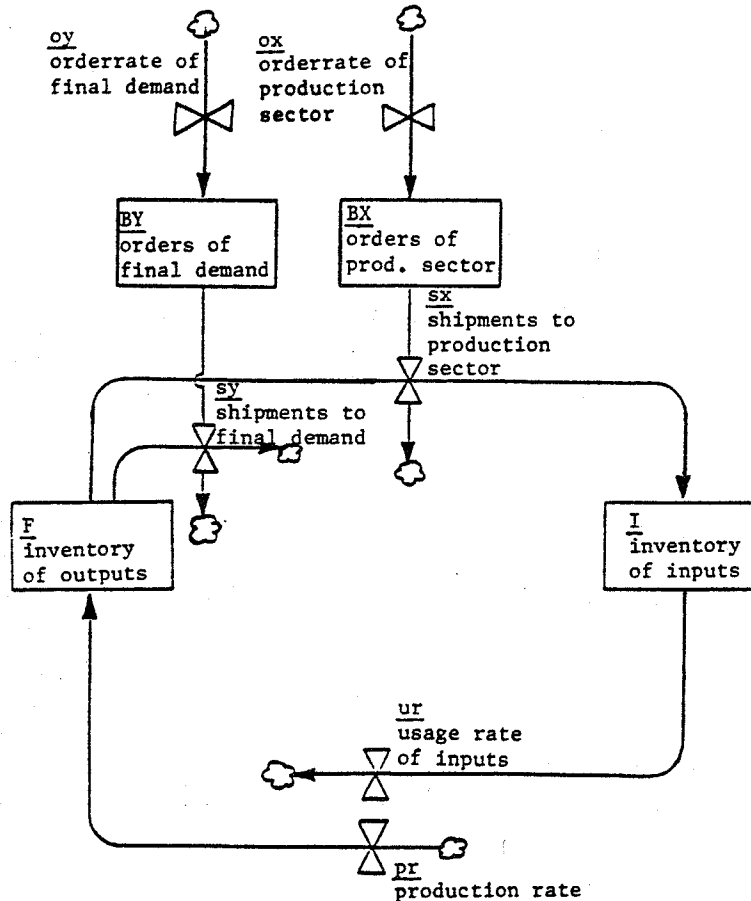 oy
orderrate of
final demand
ox
orderrate of
production
sector
BY
orders of
final demand
BX
orders of
prod. sector
sx
shipments to
production
sector
sy
shipments to
final demand
F
inventory
of outputs
I
inventory
of inputs
ur
usage rate
of inputs
pr
production rate